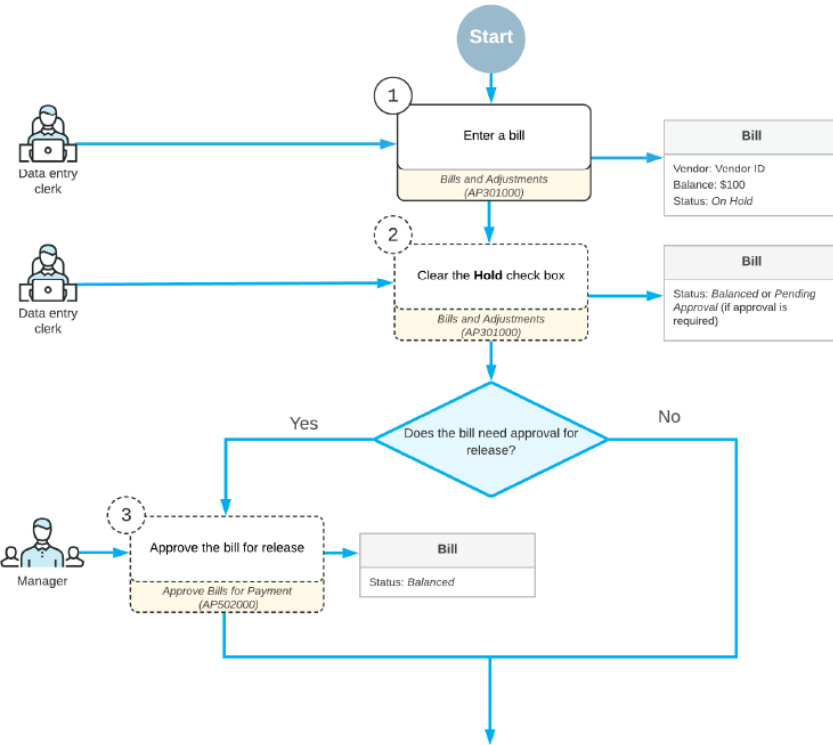 Start
1
Enter a bill
Bills and Adjustments
(AP301000)
Data entry
clerk
Bill
Vendor: Vendor ID
Balance: $100
Status: On Hold
2
Clear the Hold check box
Bills and Adjustments
(AP301000)
Data entry
clerk
Bill
Status: Balanced or Pending
Approval (if approval is
required)
Does the bill need approval for
release?
Yes
No
3
Approve the bill for release
Approve Bills for Payment
(AP502000)
Manager
Bill
Status: Balanced